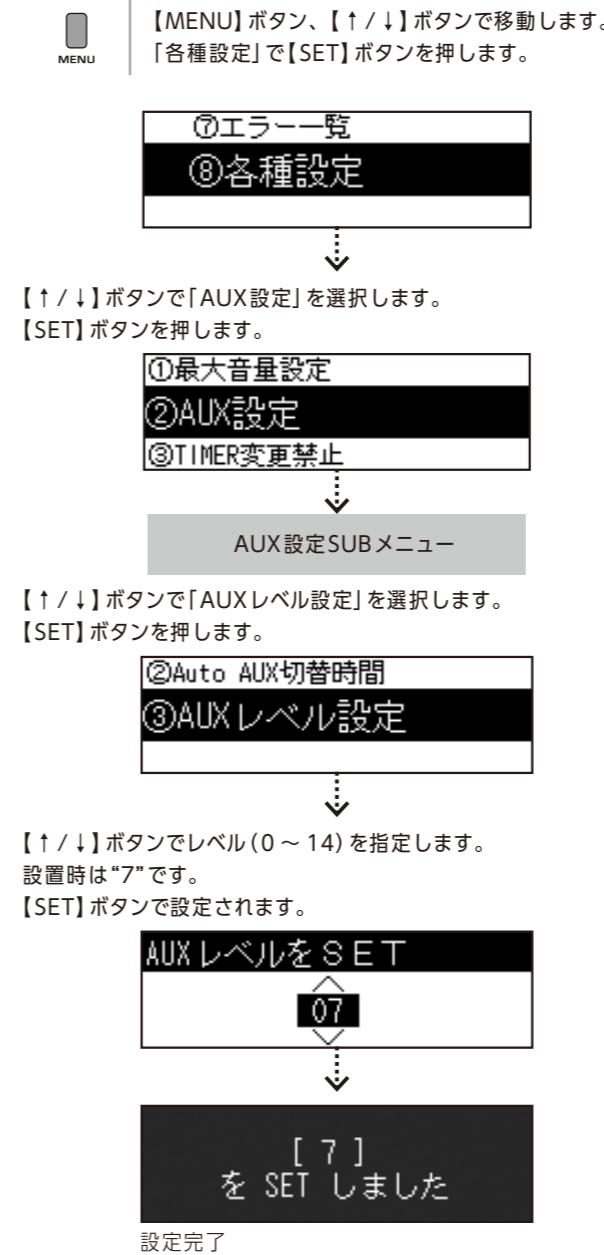 【MENU】ボタン、【↑/↓】ボタンで移動します。
MENU
「各種設定」で【SET】ボタンを押します。
⑦エラー一覧
⑧各種設定
【↑/↓】ボタンで「AUX設定」を選択します。
【SET】ボタンを押します。
①最大音量設定
②AUX設定
③TIMER変更禁止
AUX設定SUBメニュー
【↑/↓】ボタンで「AUXレベル設定」を選択します。
【SET】ボタンを押します。
②Auto AUX切替時間
③AUXレベル設定
【↑/↓】ボタンでレベル(0～14)を指定します。
設置時は“7”です。
【SET】ボタンで設定されます。
AUXレベルをＳＥＴ
07
[ 7 ]
を SET しました
設定完了